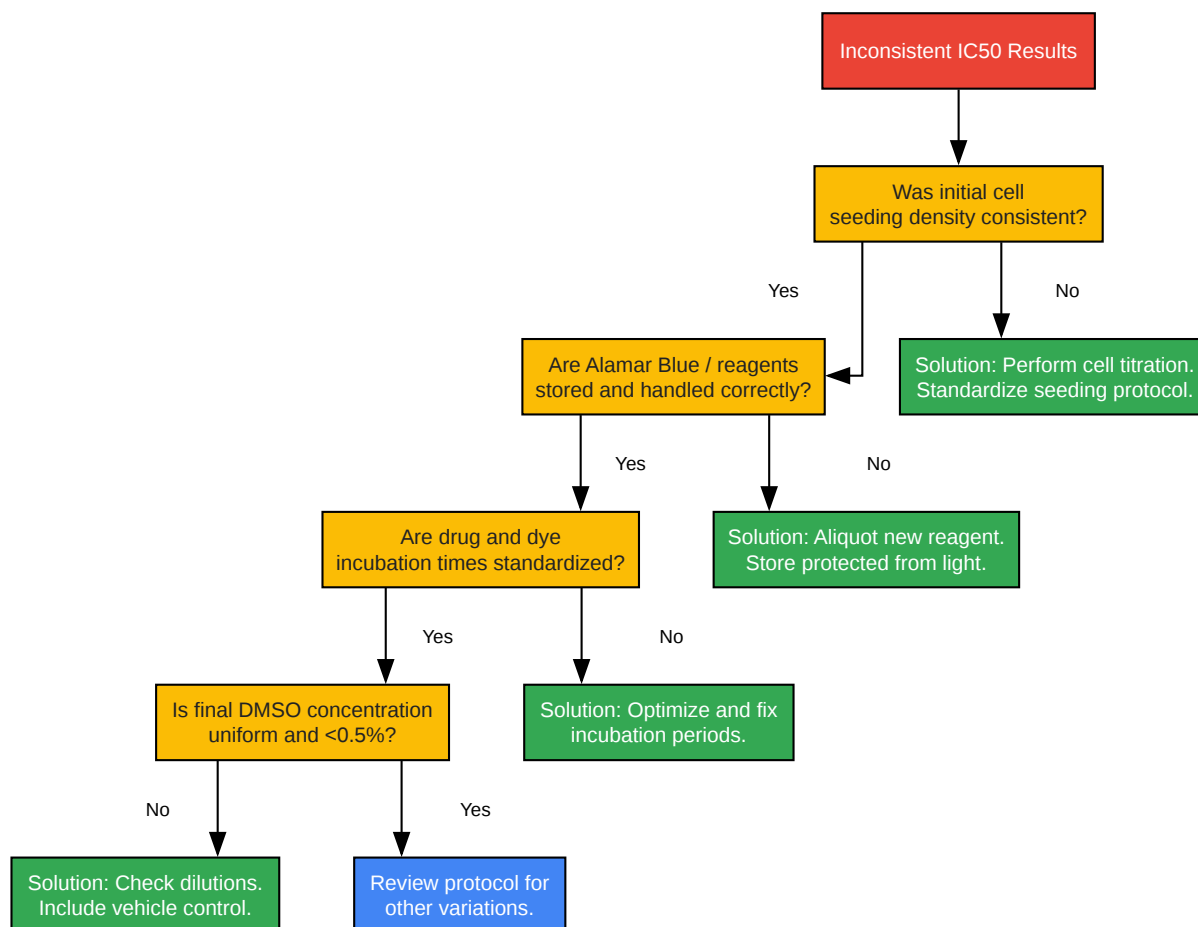 Inconsistent IC50 Results
Was initial cell
seeding density consistent?
Yes
No
Are Alamar Blue / reagents
stored and handled correctly?
Solution: Perform cell titration.
Standardize seeding protocol.
Yes
No
Are drug and dye
incubation times standardized?
Solution: Aliquot new reagent.
Store protected from light.
Yes
No
Is final DMSO concentration
uniform and <0.5%?
Solution: Optimize and fix
incubation periods.
No
Yes
Solution: Check dilutions.
Include vehicle control.
Review protocol for
other variations.